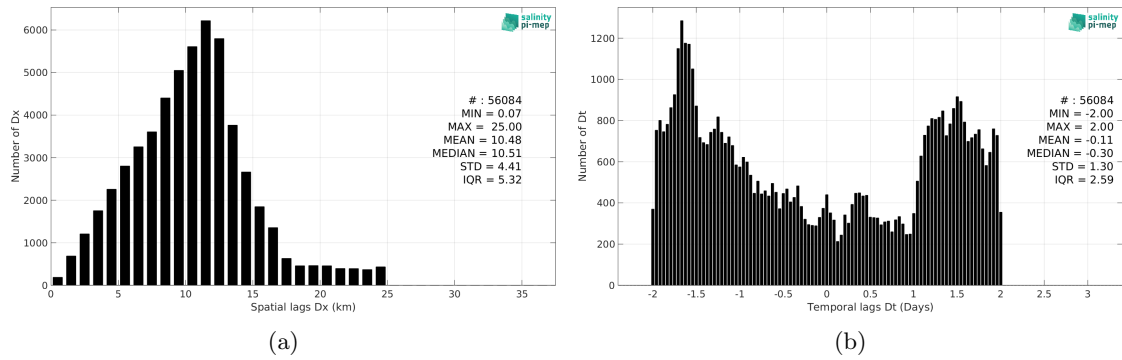 6000
5000
4000
3000
2000
1000
0
Number of Dx
0 5 10 15 20 25 30 35
Spatial lags Dx (km)
salinity
pi-mep
# : 56084
MIN = 0.07
MAX = 25.00
MEAN = 10.48
MEDIAN = 10.51
STD = 4.41
IQR = 5.32
(a)
1200
1000
800
600
400
200
0
Number of Dt
-2 -1.5 -1 -0.5 0 0.5 1 1.5 2 2.5 3
Temporal lags Dt (Days)
salinity
pi-mep
# : 56084
MIN = -2.00
MAX = 2.00
MEAN = -0.11
MEDIAN = -0.30
STD = 1.30
IQR = 2.59
(b)